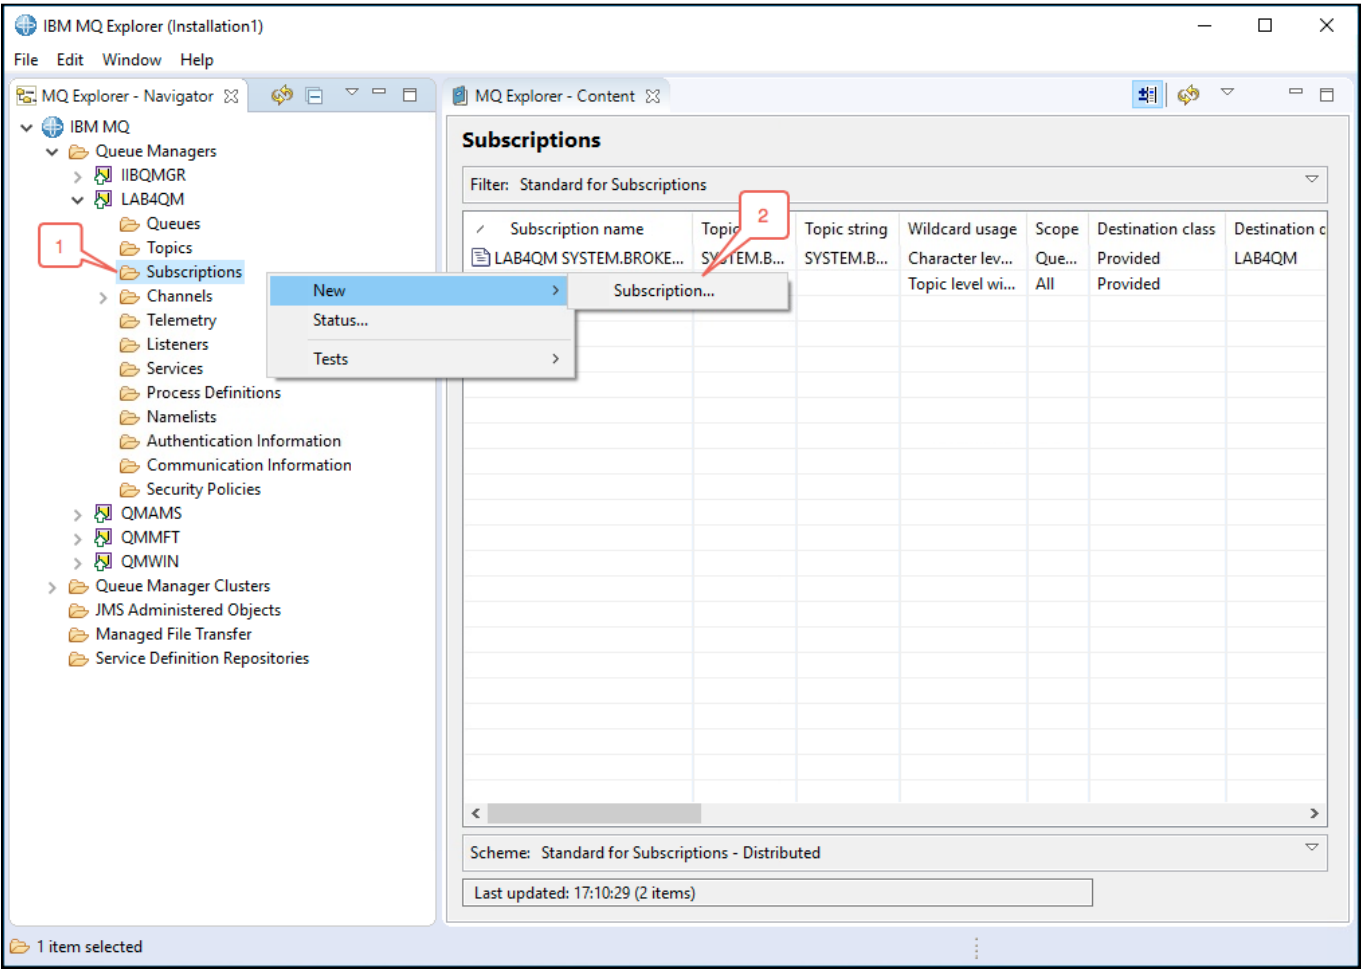 IBM MQ Explorer (Installation1)
File Edit Window Help
MQ Explorer - Navigator
IBM MQ
Queue Managers
IIBQMGR
LAB4QM
Queues
Topics
1
Subscriptions
Channels
Telemetry
Listeners
Services
Process Definitions
Namelists
Authentication Information
Communication Information
Security Policies
QMAMS
QMMFT
QMWIN
Queue Manager Clusters
JMS Administered Objects
Managed File Transfer
Service Definition Repositories
New
Status...
Tests
2
Subscription...
MQ Explorer - Content
Subscriptions
Filter: Standard for Subscriptions
Subscription name Topic string Wildcard usage Scope Destination class Destination
LAB4QM SYSTEM.BROKE... SYSTEM.B... SYSTEM.B... Character lev... Que... Provided LAB4QM
Topic level wi... All Provided
Scheme: Standard for Subscriptions - Distributed
Last updated: 17:10:29 (2 items)
1 item selected